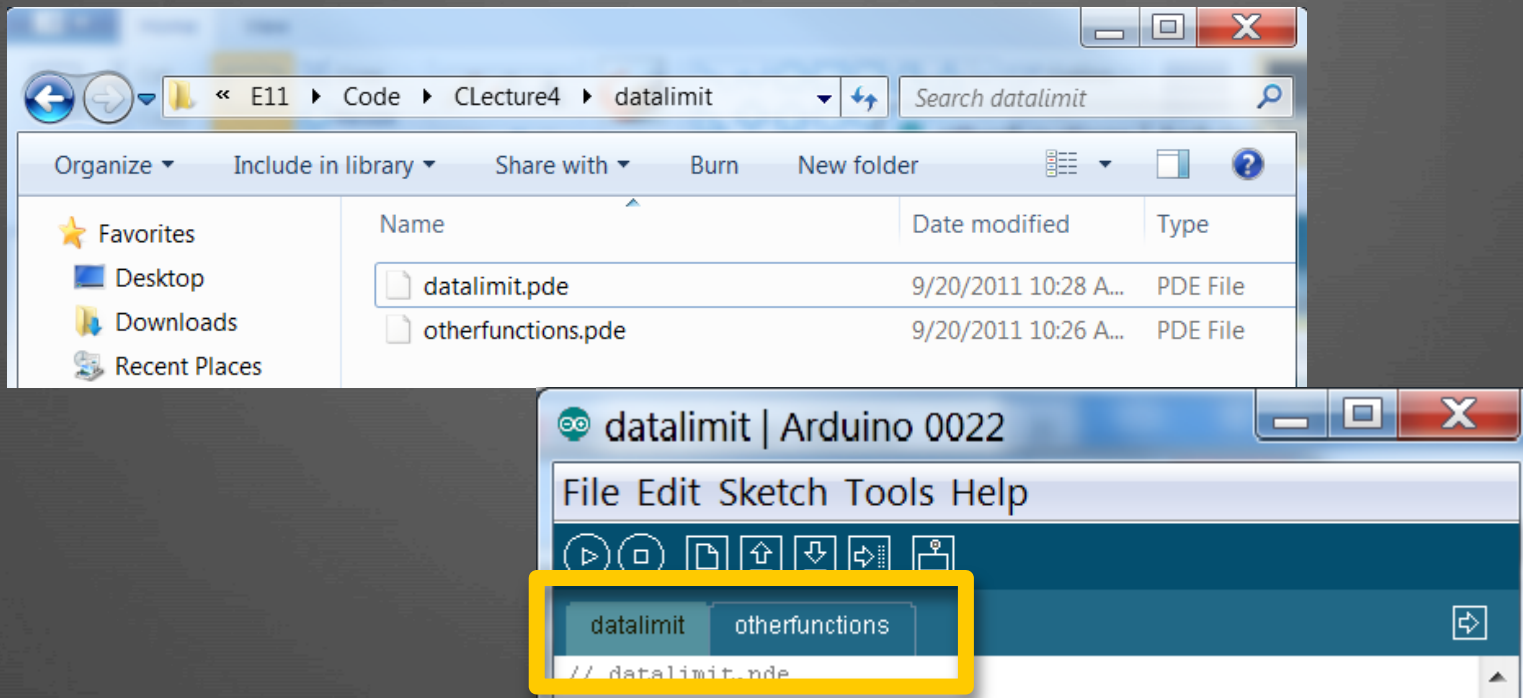 « E11 ▸ Code ▸ CLecture4 ▸ datalimit
Search datalimit
Organize Include in library Share with Burn New folder
Favorites
Desktop
Downloads
Recent Places
Name Date modified Type
datalimit.pde 9/20/2011 10:28 A... PDE File
otherfunctions.pde 9/20/2011 10:26 A... PDE File
datalimit | Arduino 0022
File Edit Sketch Tools Help
datalimit otherfunctions
// datalimit.pde